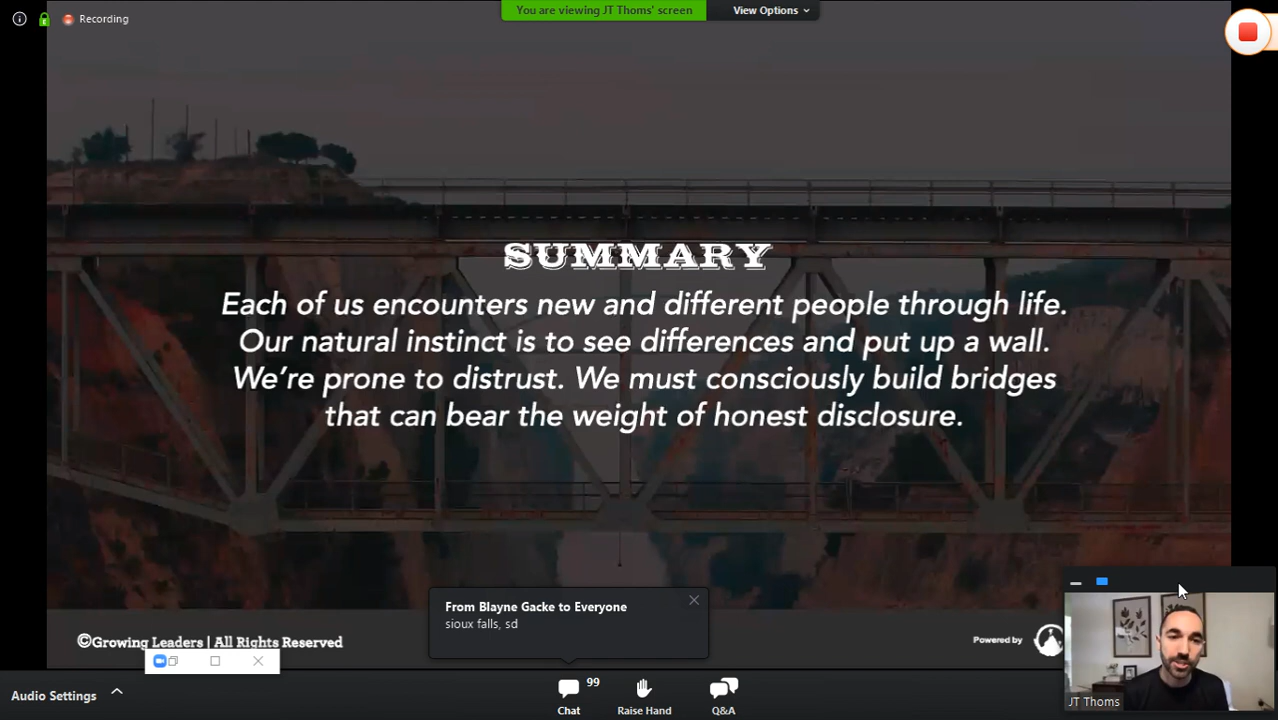 Recording
You are viewing JT Thoms' screen
View Options
SUMMARY
Each of us encounters new and different people through life.
Our natural instinct is to see differences and put up a wall.
We're prone to distrust. We must consciously build bridges
that can bear the weight of honest disclosure.
From Blayne Gacke to Everyone
sioux falls, sd
©Growing Leaders | All Rights Reserved
Powered by
JT Thoms
Audio Settings
99
Chat
Raise Hand
Q&A